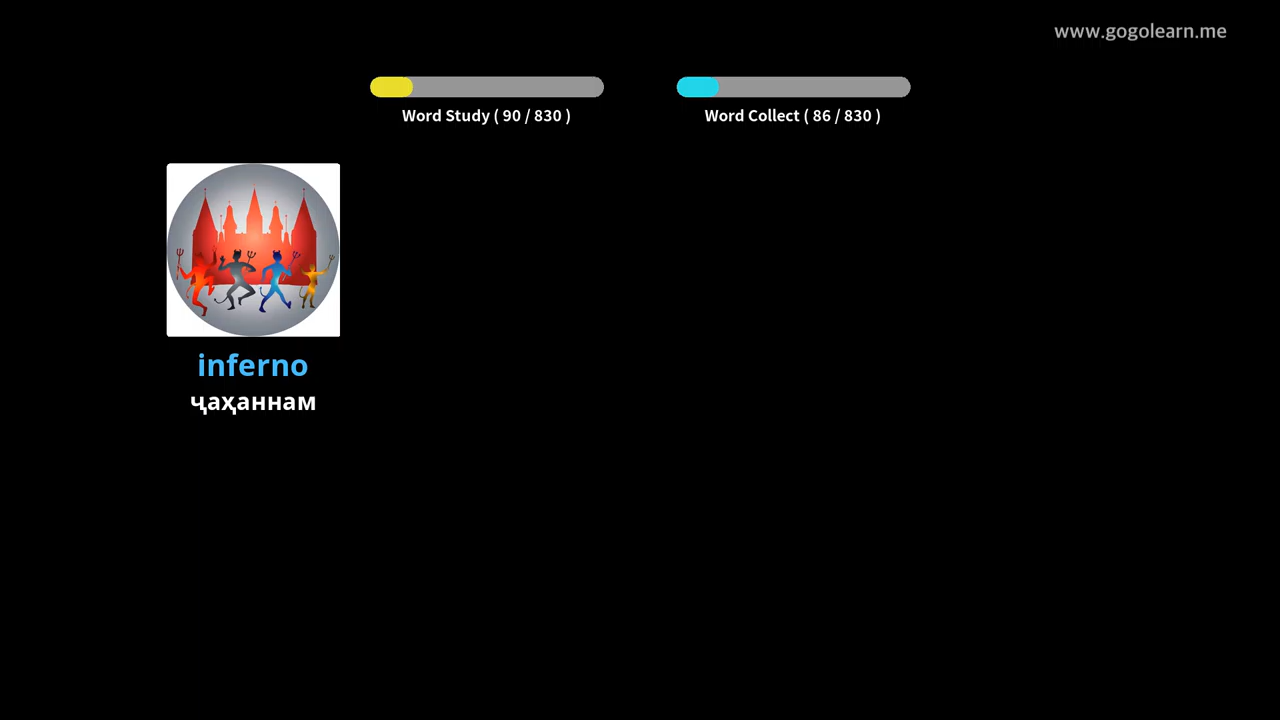 www.gogolearn.me
Word Study ( 90 / 830 )
Word Collect ( 86 / 830 )
inferno
ҷаҳаннам